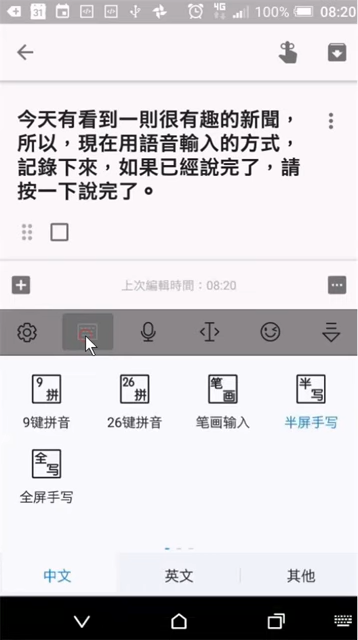 31
4G
100%
08:20
今天有看到一則很有趣的新聞，
所以，現在用語音輸入的方式，
記錄下來，如果已經說完了，請
按一下說完了。
上次編輯時間：08:20
9 拼
26 拼
笔画
半写
9键拼音
26键拼音
笔画输入
半屏手写
全写
全屏手写
中文
英文
其他